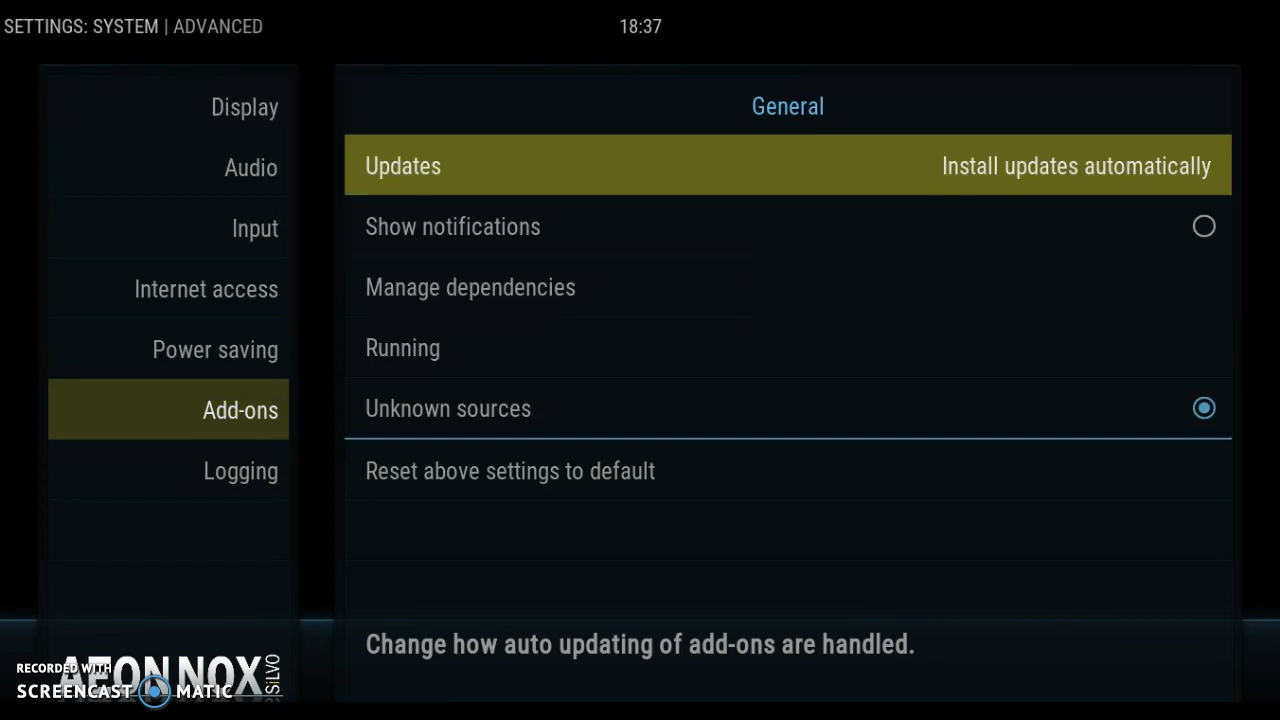 SETTINGS: SYSTEM | ADVANCED
18:37
Display
Audio
Input
Internet access
Power saving
Add-ons
Logging
General
Updates Install updates automatically
Show notifications
Manage dependencies
Running
Unknown sources
Reset above settings to default
Change how auto updating of add-ons are handled.
AEON NOX
SiLVO
RECORDED WITH
SCREENCAST MATIC